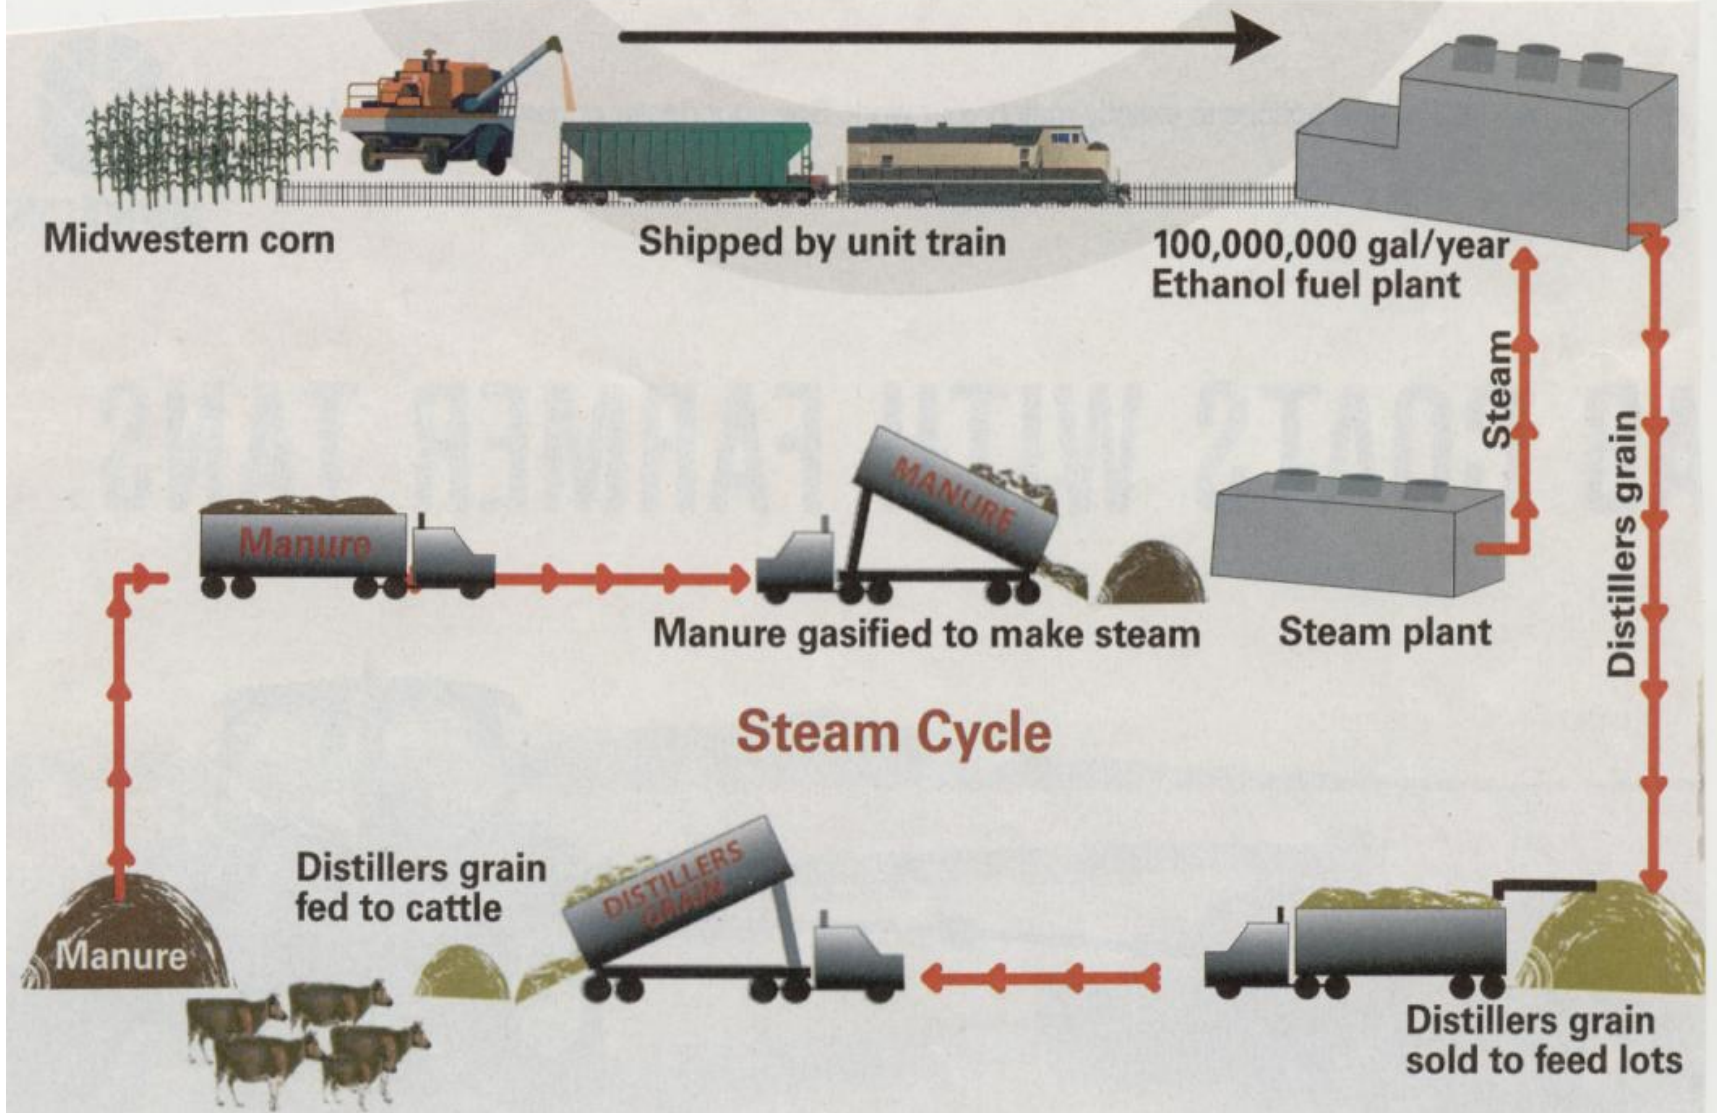 Midwestern corn
Shipped by unit train
100,000,000 gal/year
Ethanol fuel plant
Steam
Distillers grain
Manure
MANURE
Manure gasified to make steam
Steam plant
Steam Cycle
Distillers grain
fed to cattle
DISTILLERS
GRAIN
Manure
Distillers grain
sold to feed lots